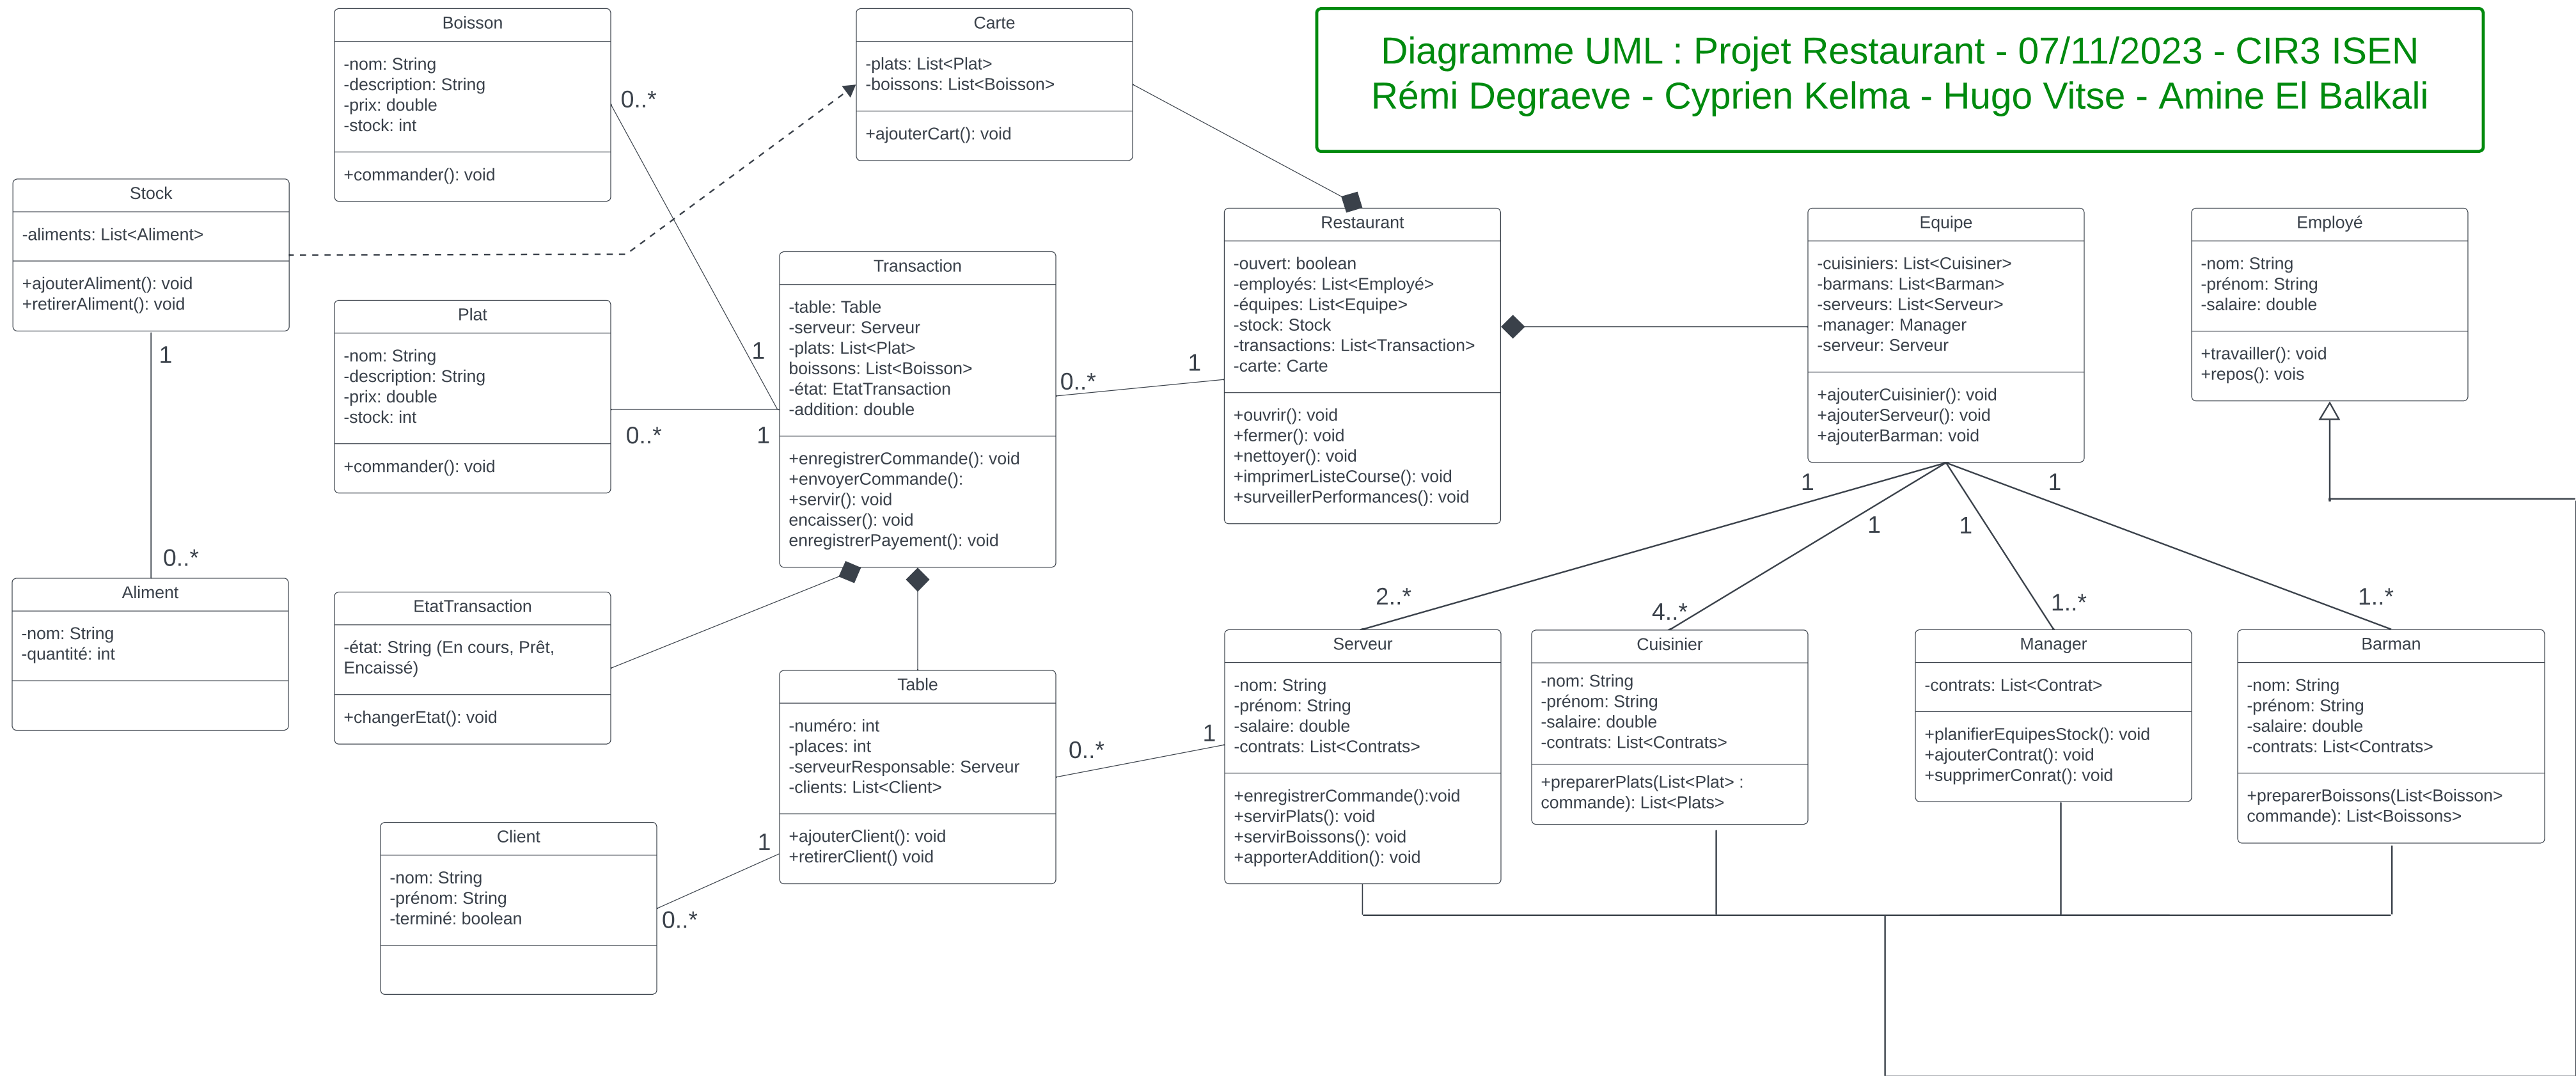 Diagramme UML : Projet Restaurant - 07/11/2023 - CIR3 ISEN
Rémi Degraeve - Cyprien Kelma - Hugo Vitse - Amine El Balkali
Boisson
-nom: String
-description: String
-prix: double
-stock: int
+commander(): void
0..*
1
Carte
-plats: List<Plat>
-boissons: List<Boisson>
+ajouterCart(): void
Stock
-aliments: List<Aliment>
+ajouterAliment(): void
+retirerAliment(): void
1
0..*
Plat
-nom: String
-description: String
-prix: double
-stock: int
+commander(): void
0..*
1
Transaction
-table: Table
-serveur: Serveur
-plats: List<Plat>
boissons: List<Boisson>
-état: EtatTransaction
-addition: double
+enregistrerCommande(): void
+envoyerCommande():
+servir(): void
encaisser(): void
enregistrerPayement(): void
0..*
1
Restaurant
-ouvert: boolean
-employés: List<Employé>
-équipes: List<Equipe>
-stock: Stock
-transactions: List<Transaction>
-carte: Carte
+ouvrir(): void
+fermer(): void
+nettoyer(): void
+imprimerListeCourse(): void
+surveillerPerformances(): void
Equipe
-cuisiniers: List<Cuisiner>
-barmans: List<Barman>
-serveurs: List<Serveur>
-manager: Manager
-serveur: Serveur
+ajouterCuisinier(): void
+ajouterServeur(): void
+ajouterBarman: void
1
1
1
1
2..*
4..*
1..*
1..*
Employé
-nom: String
-prénom: String
-salaire: double
+travailler(): void
+repos(): vois
Aliment
-nom: String
-quantité: int
EtatTransaction
-état: String (En cours, Prêt,
Encaissé)
+changerEtat(): void
Table
-numéro: int
-places: int
-serveurResponsable: Serveur
-clients: List<Client>
+ajouterClient(): void
+retirerClient() void
0..*
1
Client
-nom: String
-prénom: String
-terminé: boolean
1
0..*
Serveur
-nom: String
-prénom: String
-salaire: double
-contrats: List<Contrats>
+enregistrerCommande():void
+servirPlats(): void
+servirBoissons(): void
+apporterAddition(): void
Cuisinier
-nom: String
-prénom: String
-salaire: double
-contrats: List<Contrats>
+preparerPlats(List<Plat> :
commande): List<Plats>
Manager
-contrats: List<Contrat>
+planifierEquipesStock(): void
+ajouterContrat(): void
+supprimerConrat(): void
Barman
-nom: String
-prénom: String
-salaire: double
-contrats: List<Contrats>
+preparerBoissons(List<Boisson>
commande): List<Boissons>